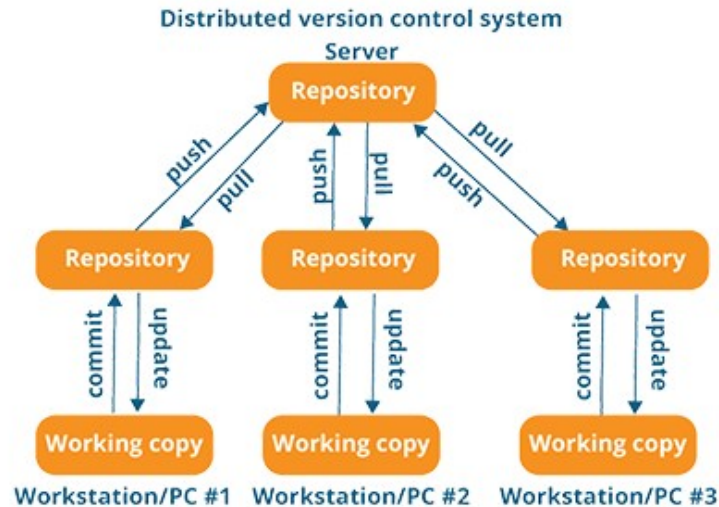 Distributed version control system
Server
Repository
push
pull
push
pull
push
pull
Repository
Repository
Repository
commit
update
commit
update
commit
update
Working copy
Working copy
Working copy
Workstation/PC #1
Workstation/PC #2
Workstation/PC #3